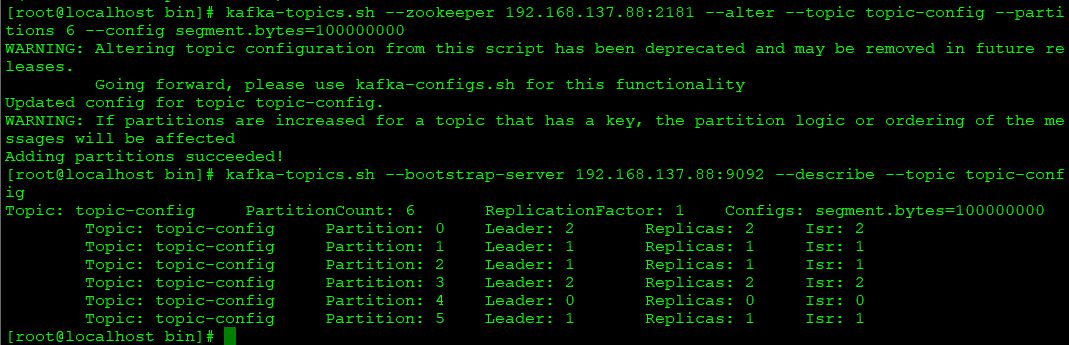 [root@localhost bin]# kafka-topics.sh --zookeeper 192.168.137.88:2181 --alter --topic topic-config --parti
tions 6 --config segment.bytes=100000000
WARNING: Altering topic configuration from this script has been deprecated and may be removed in future re
leases.
         Going forward, please use kafka-configs.sh for this functionality
Updated config for topic topic-config.
WARNING: If partitions are increased for a topic that has a key, the partition logic or ordering of the me
ssages will be affected
Adding partitions succeeded!
[root@localhost bin]# kafka-topics.sh --bootstrap-server 192.168.137.88:9092 --describe --topic topic-conf
ig
Topic: topic-config     PartitionCount: 6       ReplicationFactor: 1    Configs: segment.bytes=100000000
        Topic: topic-config     Partition: 0    Leader: 2       Replicas: 2     Isr: 2
        Topic: topic-config     Partition: 1    Leader: 1       Replicas: 1     Isr: 1
        Topic: topic-config     Partition: 2    Leader: 1       Replicas: 1     Isr: 1
        Topic: topic-config     Partition: 3    Leader: 2       Replicas: 2     Isr: 2
        Topic: topic-config     Partition: 4    Leader: 0       Replicas: 0     Isr: 0
        Topic: topic-config     Partition: 5    Leader: 1       Replicas: 1     Isr: 1
[root@localhost bin]#